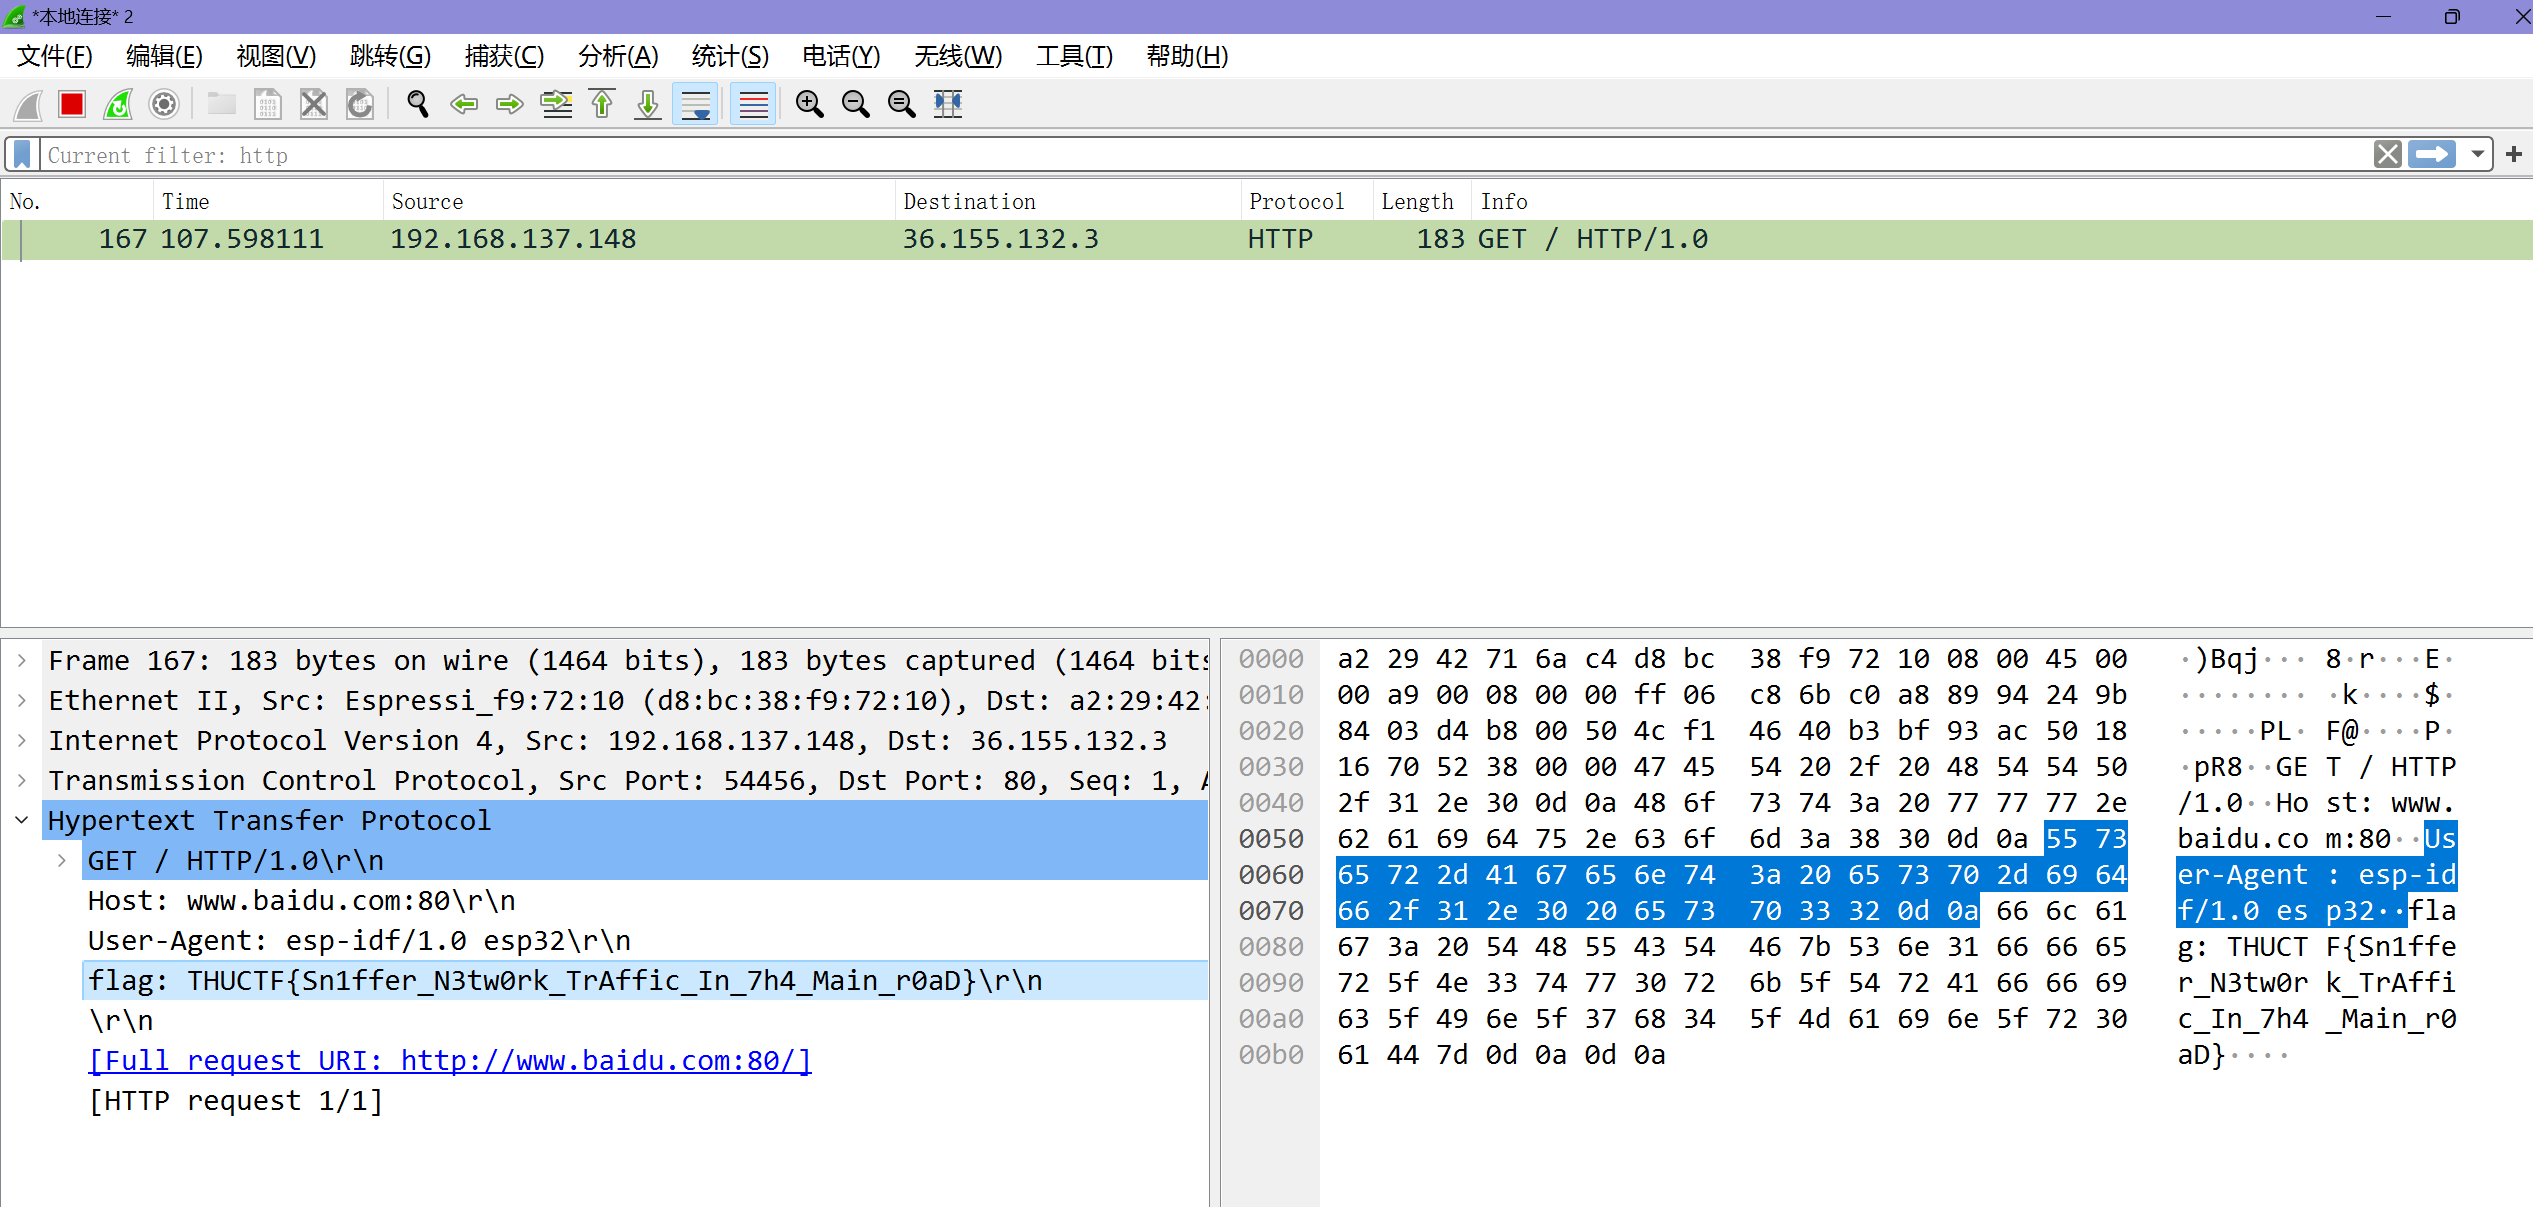 *本地连接* 2
文件(F) 编辑(E) 视图(V) 跳转(G) 捕获(C) 分析(A) 统计(S) 电话(Y) 无线(W) 工具(T) 帮助(H)
Current filter: http
No. Time Source Destination Protocol Length Info
167 107.598111 192.168.137.148 36.155.132.3 HTTP 183 GET / HTTP/1.0
Frame 167: 183 bytes on wire (1464 bits), 183 bytes captured (1464 bits
Ethernet II, Src: Espressi_f9:72:10 (d8:bc:38:f9:72:10), Dst: a2:29:42:
Internet Protocol Version 4, Src: 192.168.137.148, Dst: 36.155.132.3
Transmission Control Protocol, Src Port: 54456, Dst Port: 80, Seq: 1, A
Hypertext Transfer Protocol
GET / HTTP/1.0\r\n
Host: www.baidu.com:80\r\n
User-Agent: esp-idf/1.0 esp32\r\n
flag: THUCTF{Sn1ffer_N3tw0rk_TrAffic_In_7h4_Main_r0aD}\r\n
\r\n
[Full request URI: http://www.baidu.com:80/]
[HTTP request 1/1]
0000 a2 29 42 71 6a c4 d8 bc 38 f9 72 10 08 00 45 00 ·)Bqj··· 8·r···E·
0010 00 a9 00 08 00 00 ff 06 c8 6b c0 a8 89 94 24 9b ········ ·k····$·
0020 84 03 d4 b8 00 50 4c f1 46 40 b3 bf 93 ac 50 18 ·····PL· F@····P·
0030 16 70 52 38 00 00 47 45 54 20 2f 20 48 54 54 50 ·pR8··GE T / HTTP
0040 2f 31 2e 30 0d 0a 48 6f 73 74 3a 20 77 77 77 2e /1.0··Ho st: www.
0050 62 61 69 64 75 2e 63 6f 6d 3a 38 30 0d 0a 55 73 baidu.co m:80··Us
0060 65 72 2d 41 67 65 6e 74 3a 20 65 73 70 2d 69 64 er-Agent : esp-id
0070 66 2f 31 2e 30 20 65 73 70 33 32 0d 0a 66 6c 61 f/1.0 es p32··fla
0080 67 3a 20 54 48 55 43 54 46 7b 53 6e 31 66 66 65 g: THUCT F{Sn1ffe
0090 72 5f 4e 33 74 77 30 72 6b 5f 54 72 41 66 66 69 r_N3tw0r k_TrAffi
00a0 63 5f 49 6e 5f 37 68 34 5f 4d 61 69 6e 5f 72 30 c_In_7h4 _Main_r0
00b0 61 44 7d 0d 0a 0d 0a aD}····